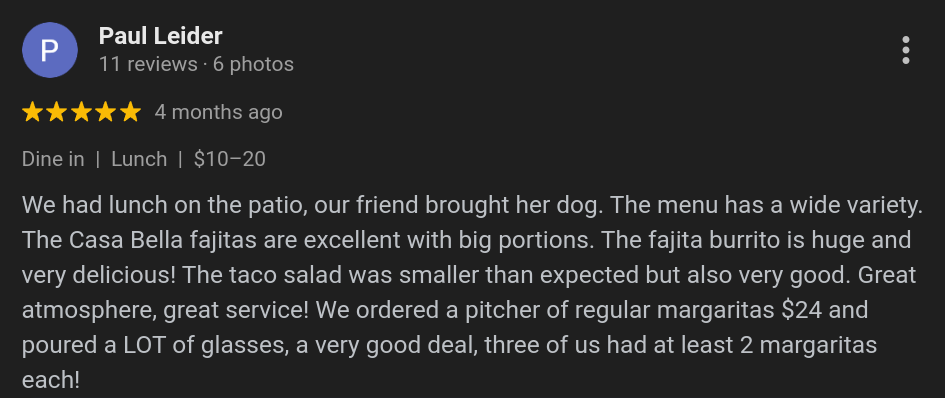 P
Paul Leider
11 reviews · 6 photos
4 months ago
Dine in | Lunch | $10–20
We had lunch on the patio, our friend brought her dog. The menu has a wide variety.
The Casa Bella fajitas are excellent with big portions. The fajita burrito is huge and
very delicious! The taco salad was smaller than expected but also very good. Great
atmosphere, great service! We ordered a pitcher of regular margaritas $24 and
poured a LOT of glasses, a very good deal, three of us had at least 2 margaritas
each!